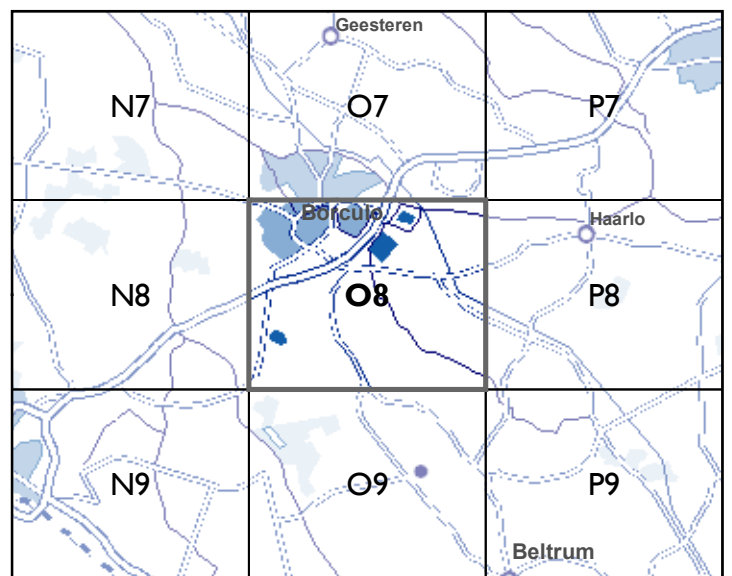 Geesteren
N7 O7 P7
Borculo
Haarlo
N8 O8 P8
N9 O9 P9
Beltrum